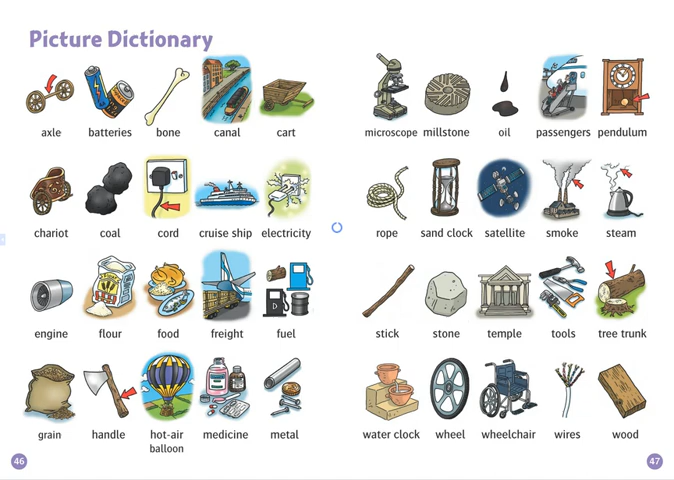 Picture Dictionary
axle batteries bone canal cart
chariot coal cord cruise ship electricity
engine flour food freight fuel
grain handle hot-air balloon medicine metal
46
microscope millstone oil passengers pendulum
rope sand clock satellite smoke steam
stick stone temple tools tree trunk
water clock wheel wheelchair wires wood
47